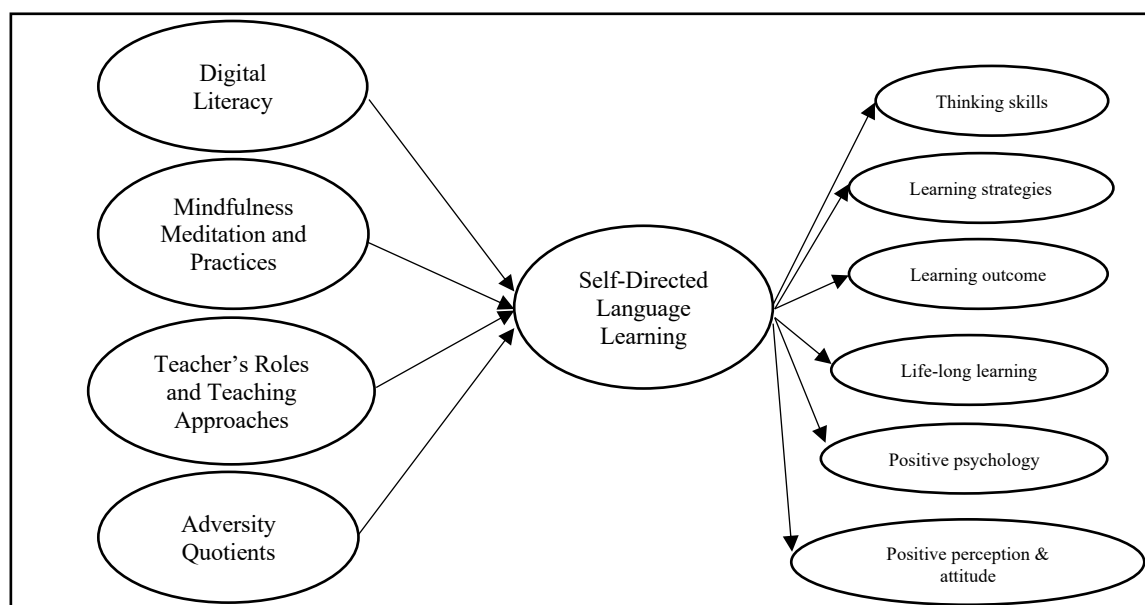 Digital
Literacy
Mindfulness
Meditation and
Practices
Teacher’s Roles
and Teaching
Approaches
Adversity
Quotients
Self-Directed
Language
Learning
Thinking skills
Learning strategies
Learning outcome
Life-long learning
Positive psychology
Positive perception &
attitude